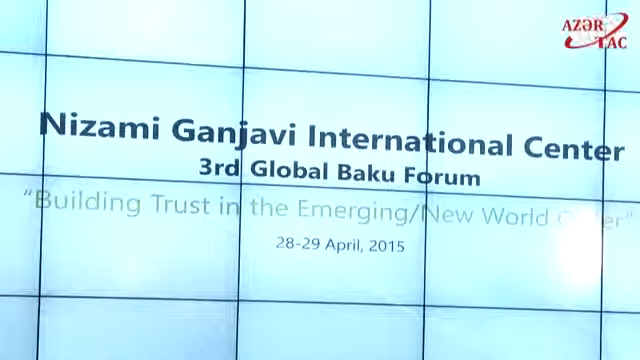 AZƏR
TAC
Nizami Ganjavi International Center
3rd Global Baku Forum
"Building Trust in the Emerging/New World
28-29 April, 2015